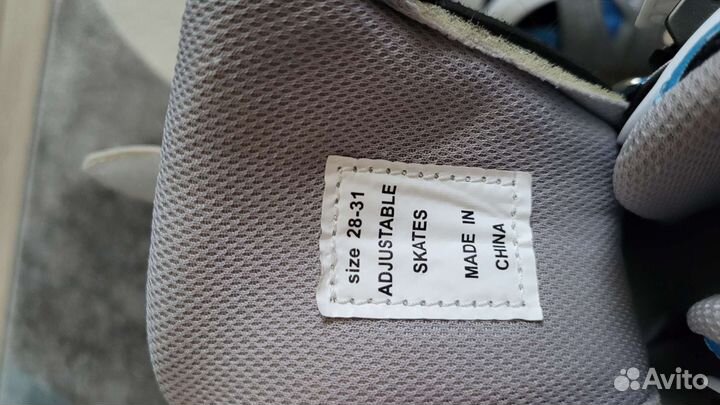 size 28-31
ADJUSTABLE
SKATES
MADE IN
CHINA
Avito